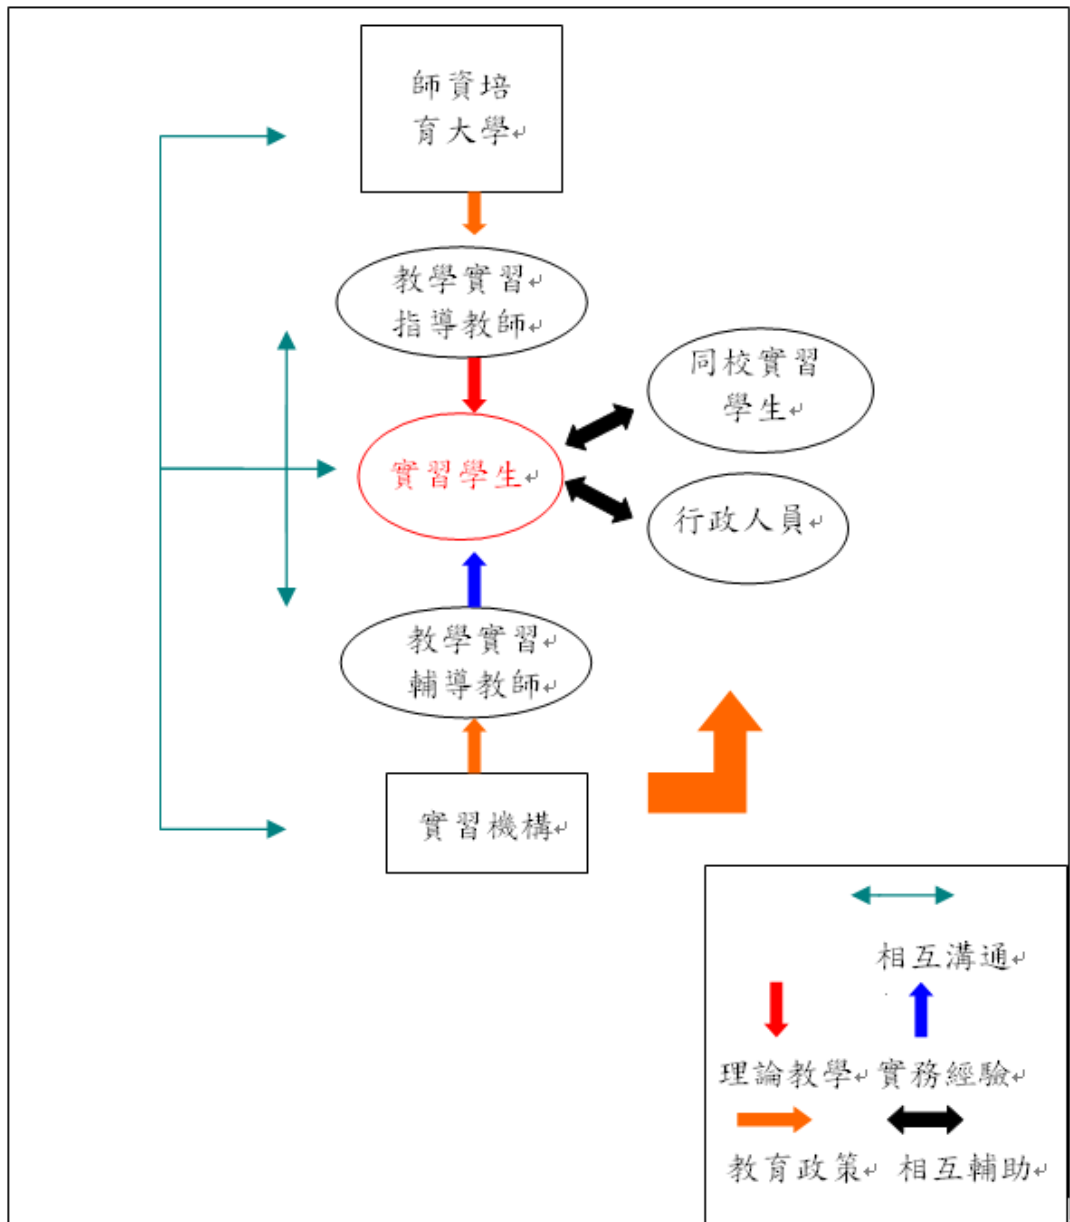 師資培
育大學↵
教學實習↵
指導教師↵
同校實習
學生↵
實習學生↵
行政人員↵
教學實習↵
輔導教師↵
實習機構↵
相互溝通↵
理論教學↵實務經驗↵
教育政策↵ 相互輔助↵